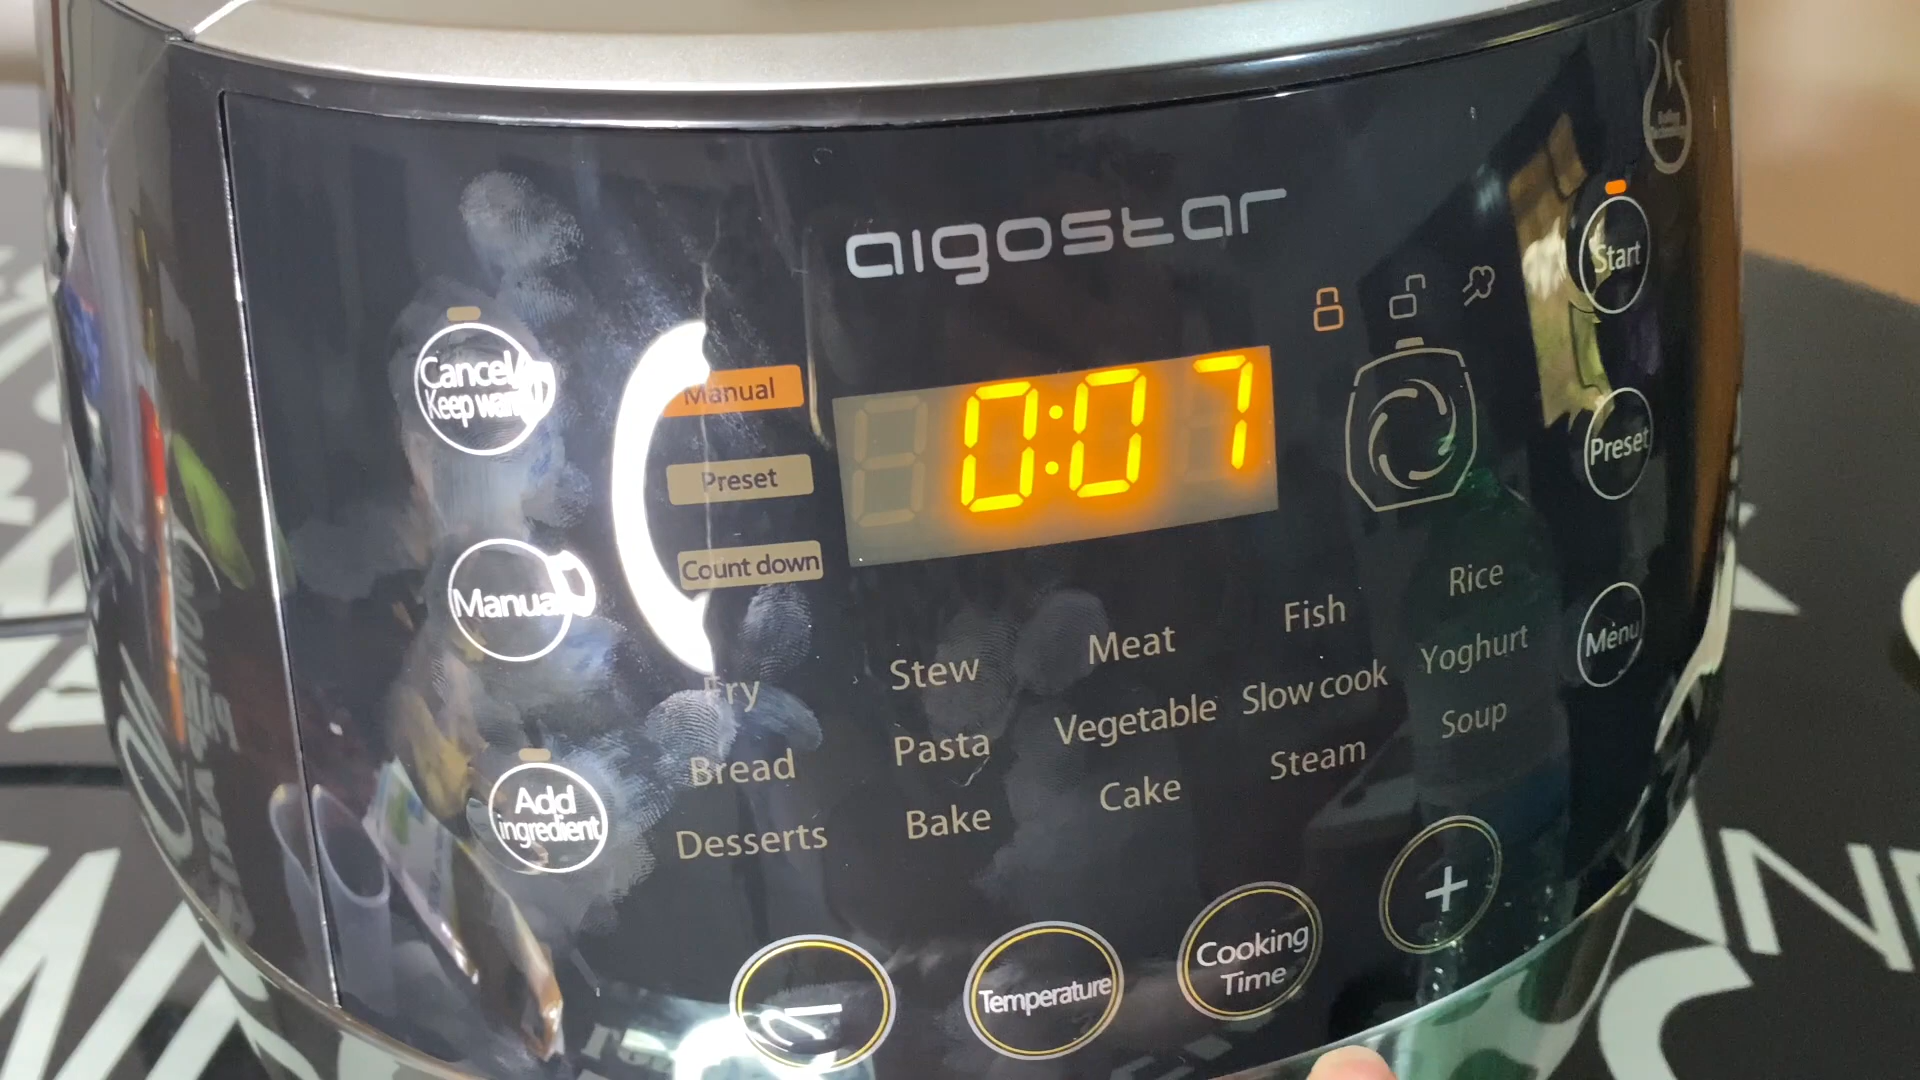 aigostar
Start
Cancel/
Keep warm
Manual
0:07
Preset
Preset
Count down
Manual
Rice
Fish
Menu
Meat
Stew
Fry
Yoghurt
Slow cook
Vegetable
Pasta
Bread
Soup
Steam
Cake
Bake
Desserts
Add
ingredient
+
Cooking
Time
Temperature
—